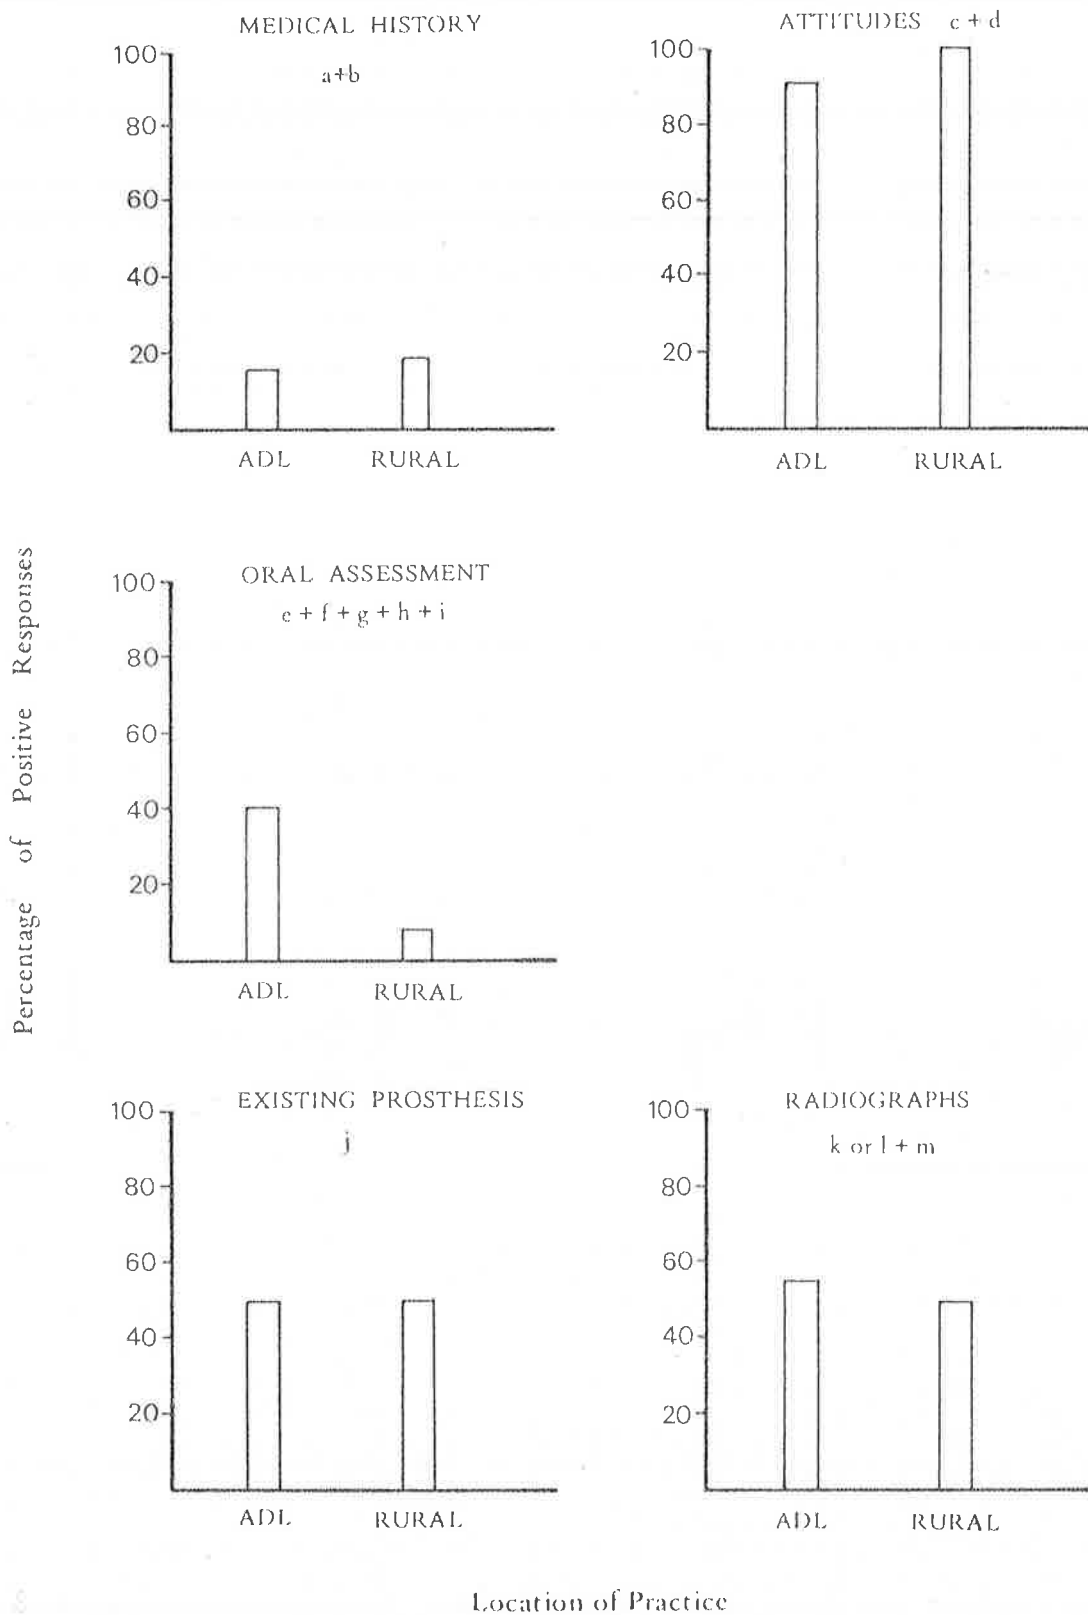 MEDICAL HISTORY
a+b
100
80
60
40
20
ADL RURAL
ATTITUDES c + d
100
80
60
40
20
ADL RURAL
Percentage of Positive Responses
ORAL ASSESSMENT
e + f + g + h + i
100
80
60
40
20
ADL RURAL
EXISTING PROSTHESIS
j
100
80
60
40
20
ADL RURAL
RADIOGRAPHS
k or l + m
100
80
60
40
20
ADL RURAL
Location of Practice